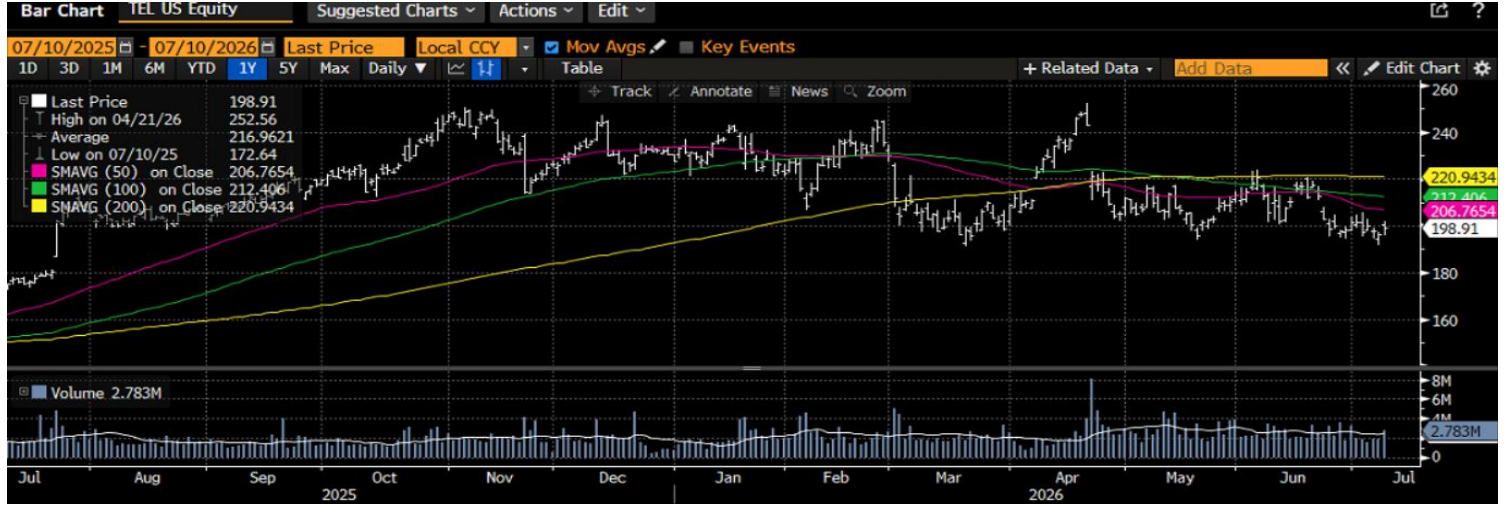 Bar Chart TEL US Equity Suggested Charts Actions Edit ?
07/10/2025 - 07/10/2026 Last Price Local CCY Mov Avgs Key Events
1D 3D 1M 6M YTD 1Y 5Y Max Daily ▼ Table + Related Data Add Data « Edit Chart
Track Annotate News Zoom
Last Price 198.91
High on 04/21/26 252.56
Average 216.9621
Low on 07/10/25 172.64
SMAVG (50) on Close 206.7654
SMAVG (100) on Close 212.406
SMAVG (200) on Close 220.9434
260
240
220.9434
212.406
206.7654
198.91
180
160
Volume 2.783M
8M
6M
4M
2.783M
0
Jul Aug Sep Oct Nov Dec Jan Feb Mar Apr May Jun Jul
2025 2026